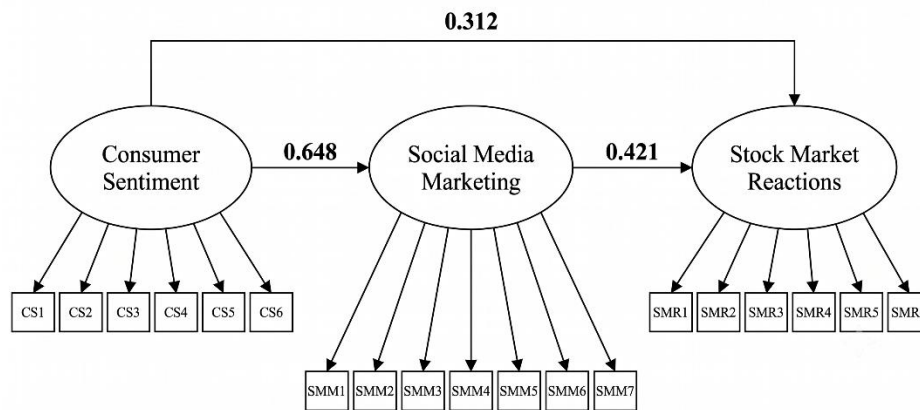 0.312
Consumer
Sentiment
0.648
Social Media
Marketing
0.421
Stock Market
Reactions
CS1 CS2 CS3 CS4 CS5 CS6
SMR1 SMR2 SMR3 SMR4 SMR5 SMR
SMM1 SMM2 SMM3 SMM4 SMM5 SMM6 SMM7